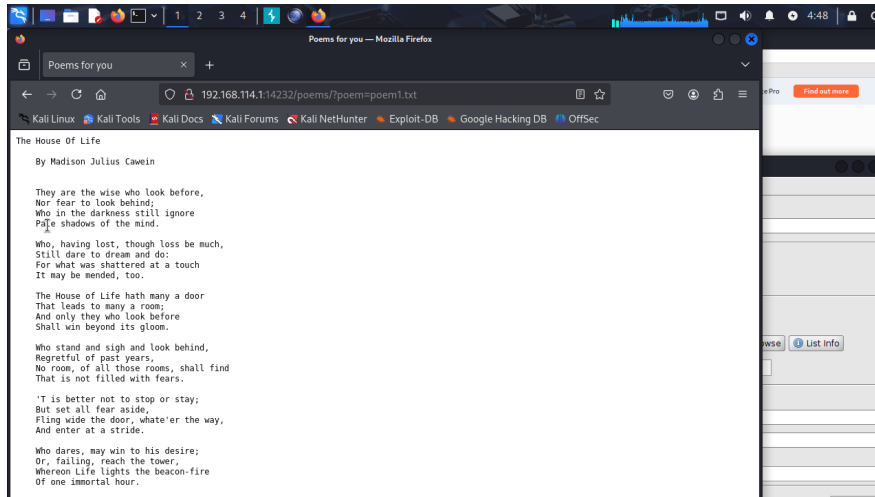 1 2 3 4
4:48
Poems for you — Mozilla Firefox
Poems for you
192.168.114.1:14232/poems/?poem=poem1.txt
Kali Linux Kali Tools Kali Docs Kali Forums Kali NetHunter Exploit-DB Google Hacking DB OffSec
Pro Find out more
List Info
The House Of Life
By Madison Julius Cawein
They are the wise who look before,
Nor fear to look behind;
Who in the darkness still ignore
Pale shadows of the mind.
Who, having lost, though loss be much,
Still dare to dream and do:
For what was shattered at a touch
It may be mended, too.
The House of Life hath many a door
That leads to many a room;
And only they who look before
Shall win beyond its gloom.
Who stand and sigh and look behind,
Regretful of past years,
No room, of all those rooms, shall find
That is not filled with fears.
'T is better not to stop or stay;
But set all fear aside,
Fling wide the door, whate'er the way,
And enter at a stride.
Who dares, may win to his desire;
Or, failing, reach the tower,
Whereon Life lights the beacon-fire
Of one immortal hour.